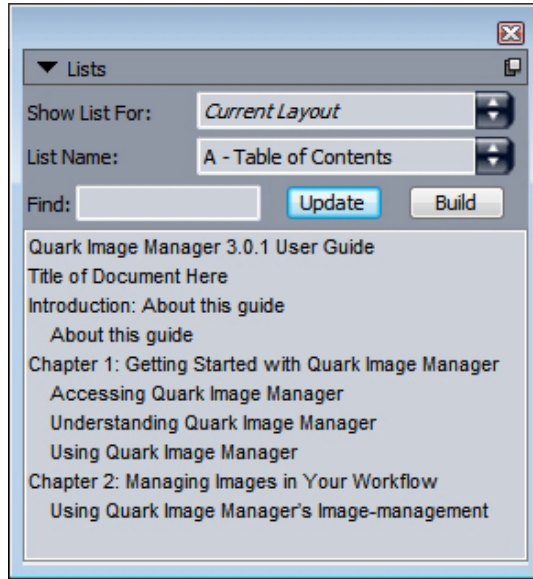 Lists
Show List For: Current Layout
List Name: A - Table of Contents
Find: Update Build
Quark Image Manager 3.0.1 User Guide
Title of Document Here
Introduction: About this guide
About this guide
Chapter 1: Getting Started with Quark Image Manager
Accessing Quark Image Manager
Understanding Quark Image Manager
Using Quark Image Manager
Chapter 2: Managing Images in Your Workflow
Using Quark Image Manager's Image-management